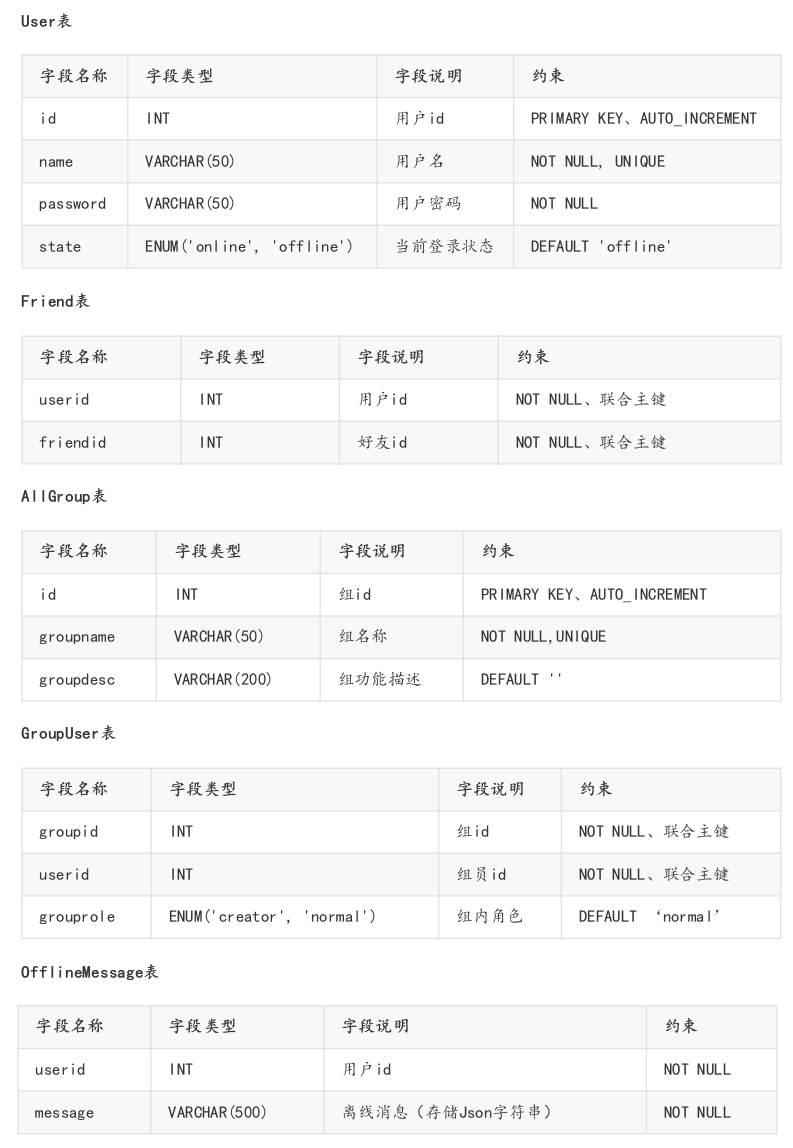 User表
字段名称 字段类型 字段说明 约束
id INT 用户id PRIMARY KEY、AUTO_INCREMENT
name VARCHAR(50) 用户名 NOT NULL, UNIQUE
password VARCHAR(50) 用户密码 NOT NULL
state ENUM('online', 'offline') 当前登录状态 DEFAULT 'offline'
Friend表
字段名称 字段类型 字段说明 约束
userid INT 用户id NOT NULL、联合主键
friendid INT 好友id NOT NULL、联合主键
AllGroup表
字段名称 字段类型 字段说明 约束
id INT 组id PRIMARY KEY、AUTO_INCREMENT
groupname VARCHAR(50) 组名称 NOT NULL,UNIQUE
groupdesc VARCHAR(200) 组功能描述 DEFAULT ''
GroupUser表
字段名称 字段类型 字段说明 约束
groupid INT 组id NOT NULL、联合主键
userid INT 组员id NOT NULL、联合主键
grouprole ENUM('creator', 'normal') 组内角色 DEFAULT ‘normal’
OfflineMessage表
字段名称 字段类型 字段说明 约束
userid INT 用户id NOT NULL
message VARCHAR(500) 离线消息（存储Json字符串） NOT NULL